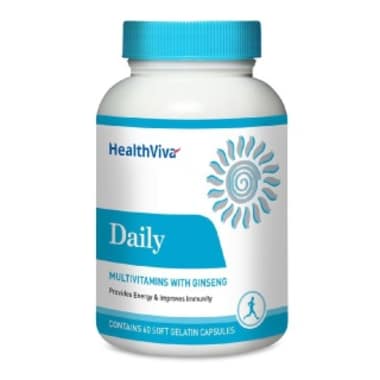 HealthViva
Daily
MULTIVITAMINS WITH GINSENG
Provides Energy & Improves Immunity
CONTAINS 60 SOFT GELATIN CAPSULES